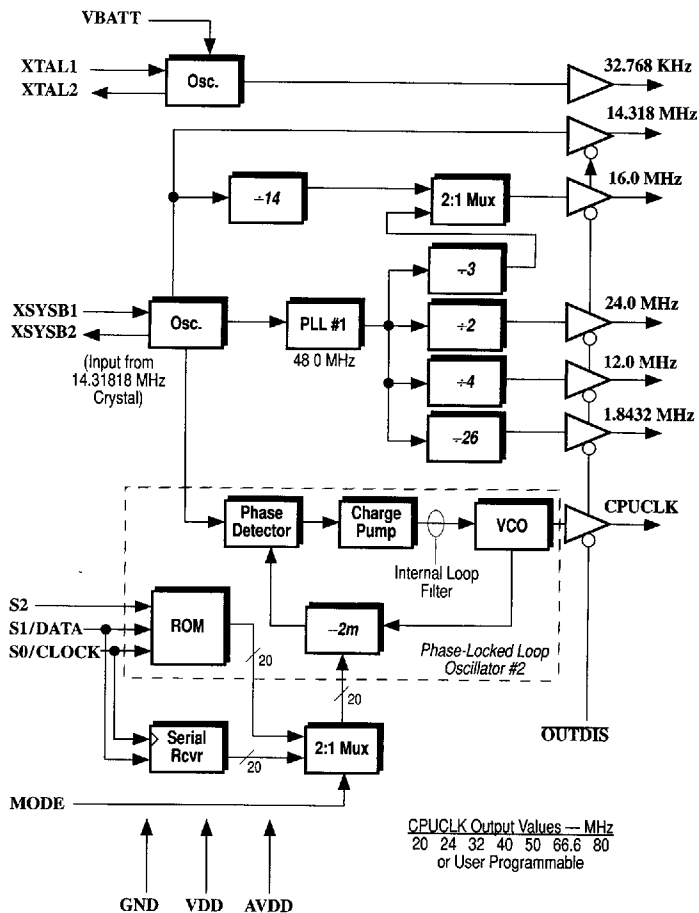 VBATT
XTAL1
XTAL2
Osc.
32.768 KHz
14.318 MHz
÷14
2:1 Mux
16.0 MHz
÷3
XSYSB1
XSYSB2
Osc.
PLL #1
48 0 MHz
÷2
24.0 MHz
(Input from
14.31818 MHz
Crystal)
÷4
12.0 MHz
÷26
1.8432 MHz
Phase
Detector
Charge
Pump
VCO
CPUCLK
Internal Loop
Filter
S2
S1/DATA
S0/CLOCK
ROM
20
−2m
20
Phase-Locked Loop
Oscillator #2
Serial
Rcvr
20
2:1 Mux
OUTDIS
MODE
CPUCLK Output Values — MHz
20 24 32 40 50 66.6 80
or User Programmable
GND VDD AVDD